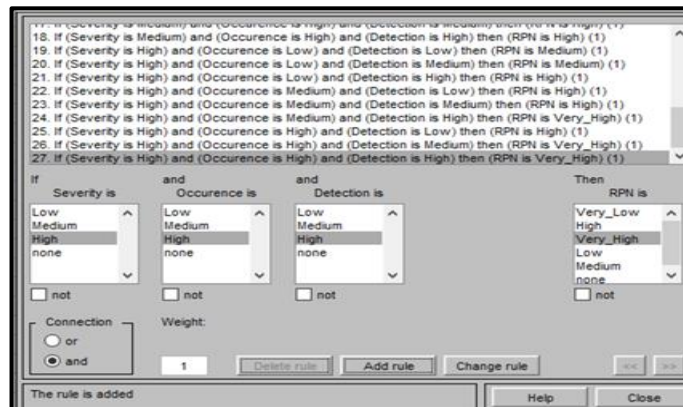 17. If (Severity is Medium) and (Occurence is High) and (Detection is Medium) then (RPN is High) (1)
18. If (Severity is Medium) and (Occurence is High) and (Detection is High) then (RPN is High) (1)
19. If (Severity is High) and (Occurence is Low) and (Detection is Low) then (RPN is Medium) (1)
20. If (Severity is High) and (Occurence is Low) and (Detection is Medium) then (RPN is Medium) (1)
21. If (Severity is High) and (Occurence is Low) and (Detection is High) then (RPN is High) (1)
22. If (Severity is High) and (Occurence is Medium) and (Detection is Low) then (RPN is High) (1)
23. If (Severity is High) and (Occurence is Medium) and (Detection is Medium) then (RPN is High) (1)
24. If (Severity is High) and (Occurence is Medium) and (Detection is High) then (RPN is Very_High) (1)
25. If (Severity is High) and (Occurence is High) and (Detection is Low) then (RPN is High) (1)
26. If (Severity is High) and (Occurence is High) and (Detection is Medium) then (RPN is Very_High) (1)
27. If (Severity is High) and (Occurence is High) and (Detection is High) then (RPN is Very_High) (1)
If and and Then
Severity is Occurence is Detection is RPN is
Low Low Low Very_Low
Medium Medium Medium High
High High High Very_High
none none none Low
Medium
none
not not not not
Connection Weight:
or
and 1 Delete rule Add rule Change rule << >>
The rule is added Help Close